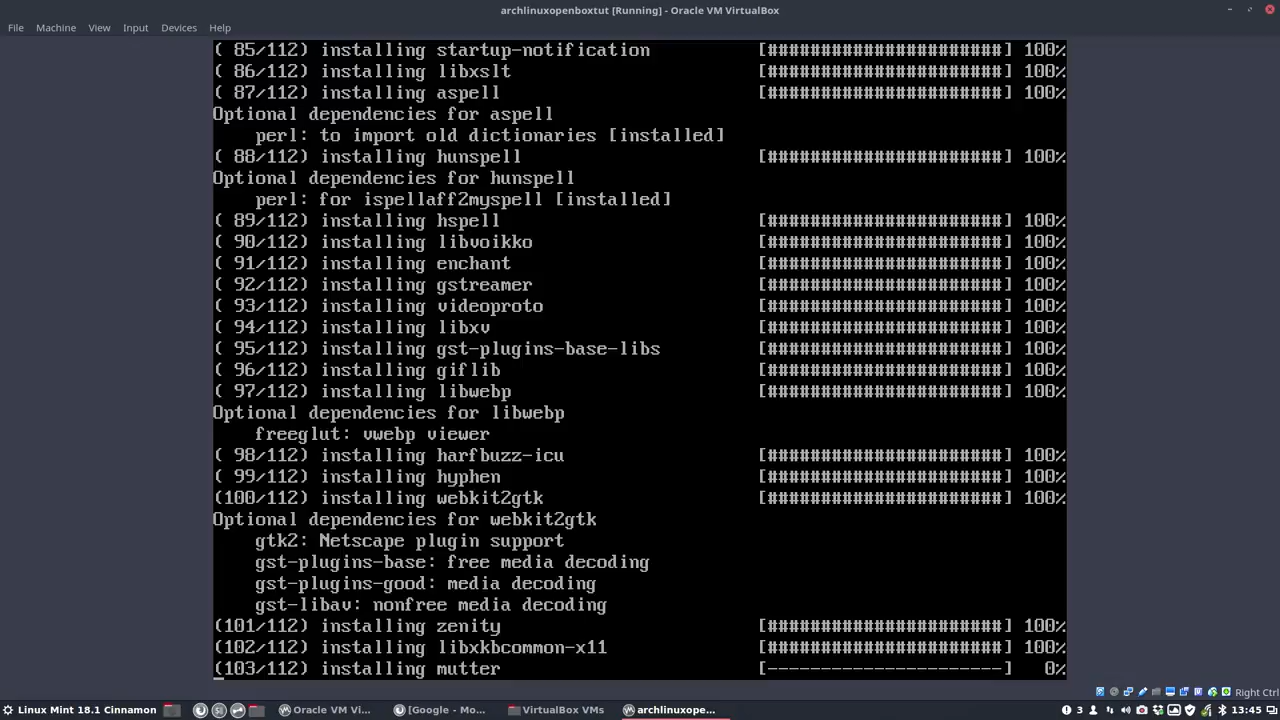 archlinuxopenboxtut [Running] - Oracle VM VirtualBox
File Machine View Input Devices Help
( 85/112) installing startup-notification [######################] 100%
( 86/112) installing libxslt [######################] 100%
( 87/112) installing aspell [######################] 100%
Optional dependencies for aspell
perl: to import old dictionaries [installed]
( 88/112) installing hunspell [######################] 100%
Optional dependencies for hunspell
perl: for ispellaff2myspell [installed]
( 89/112) installing hspell [######################] 100%
( 90/112) installing libvoikko [######################] 100%
( 91/112) installing enchant [######################] 100%
( 92/112) installing gstreamer [######################] 100%
( 93/112) installing videoproto [######################] 100%
( 94/112) installing libxv [######################] 100%
( 95/112) installing gst-plugins-base-libs [######################] 100%
( 96/112) installing giflib [######################] 100%
( 97/112) installing libwebp [######################] 100%
Optional dependencies for libwebp
freeglut: vwebp viewer
( 98/112) installing harfbuzz-icu [######################] 100%
( 99/112) installing hyphen [######################] 100%
(100/112) installing webkit2gtk [######################] 100%
Optional dependencies for webkit2gtk
gtk2: Netscape plugin support
gst-plugins-base: free media decoding
gst-plugins-good: media decoding
gst-libav: nonfree media decoding
(101/112) installing zenity [######################] 100%
(102/112) installing libxkbcommon-x11 [######################] 100%
(103/112) installing mutter [----------------------] 0%
Right Ctrl
Linux Mint 18.1 Cinnamon Oracle VM Vi... [Google - Mo... VirtualBox VMs archlinuxope... 3 13:45